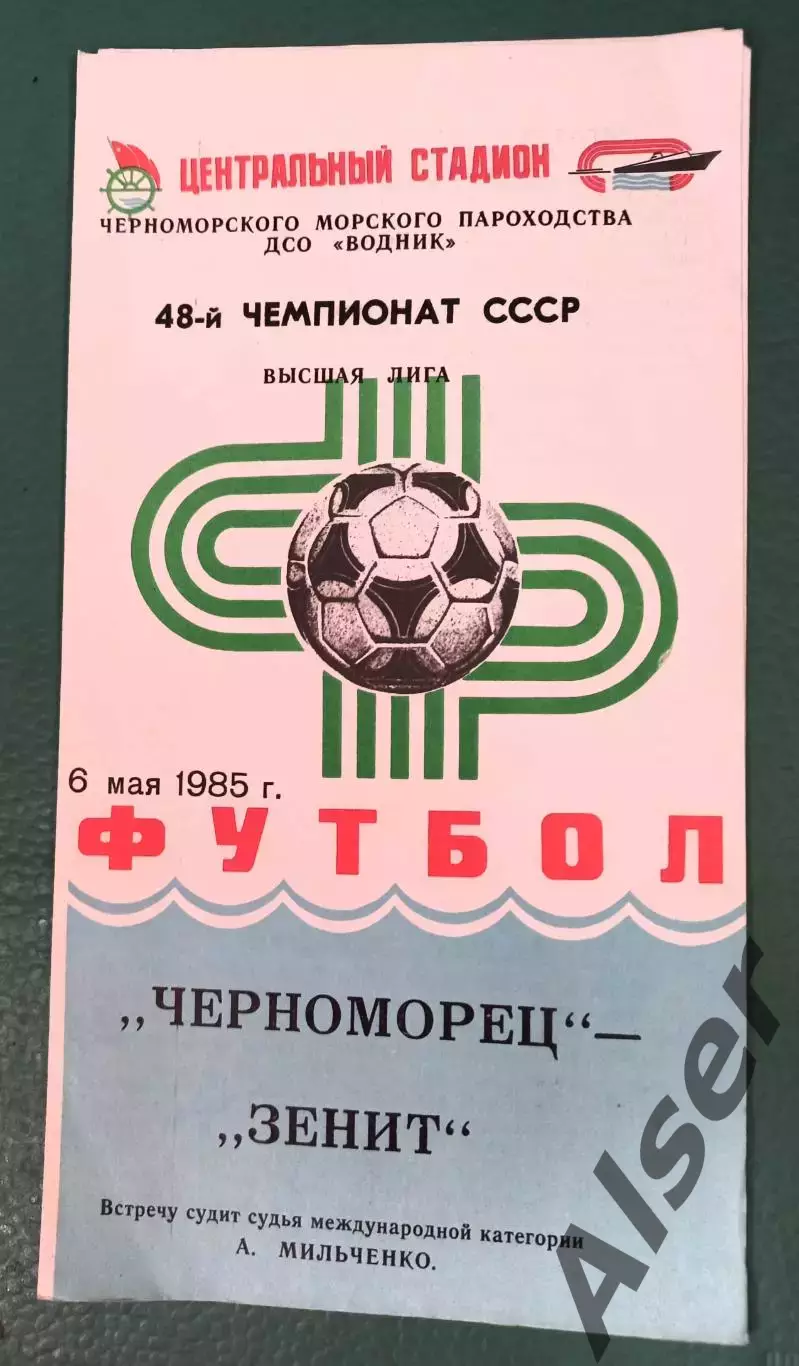 ЦЕНТРАЛЬНЫЙ СТАДИОН
ЧЕРНОМОРСКОГО МОРСКОГО ПАРОХОДСТВА
ДСО «ВОДНИК»
48-й ЧЕМПИОНАТ СССР
ВЫСШАЯ ЛИГА
6 мая 1985 г.
ФУТБОЛ
„ЧЕРНОМОРЕЦ“—
„ЗЕНИТ“
Встречу судит судья международной категории
А. МИЛЬЧЕНКО.
Alser